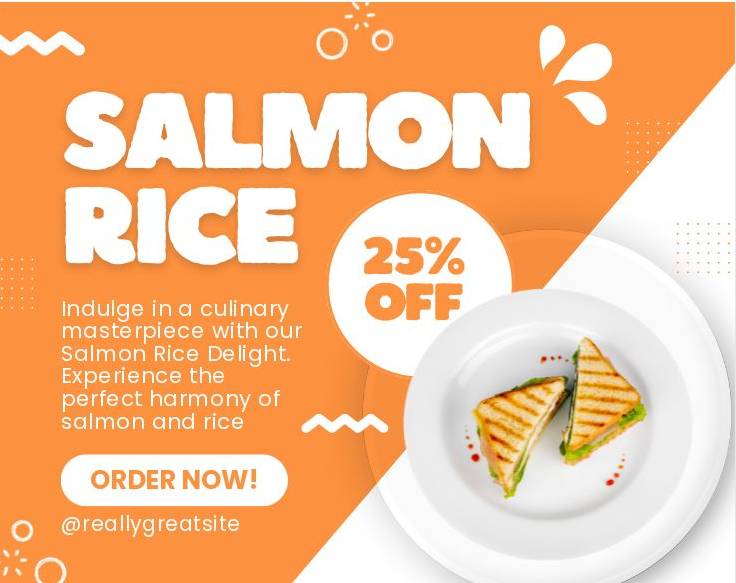 SALMON
RICE
25%
OFF
Indulge in a culinary
masterpiece with our
Salmon Rice Delight.
Experience the
perfect harmony of
salmon and rice
ORDER NOW!
@reallygreatsite